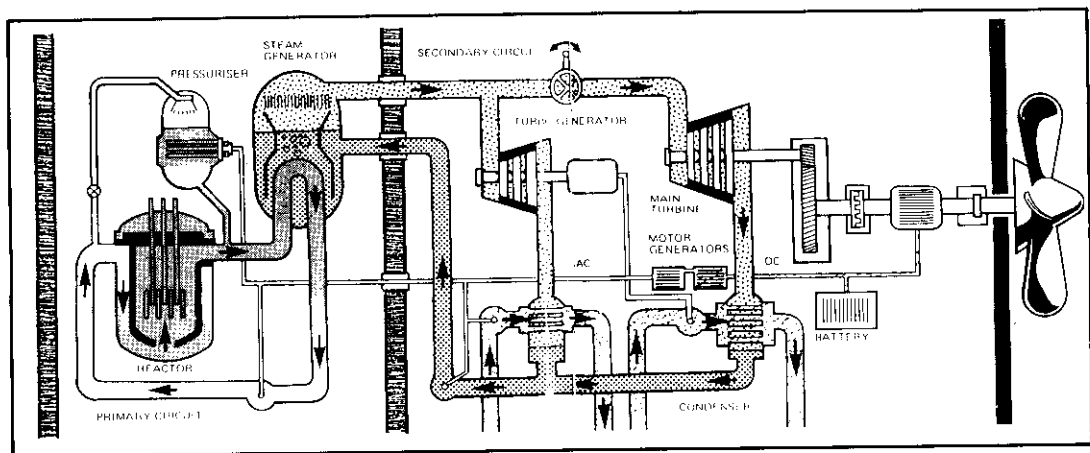 STEAM
GENERATOR
SECONDARY CIRCUIT
PRESSURISER
TURBO GENERATOR
MAIN
TURBINE
MOTOR
GENERATORS
AC
DC
BATTERY
REACTOR
PRIMARY CIRCUIT
CONDENSER